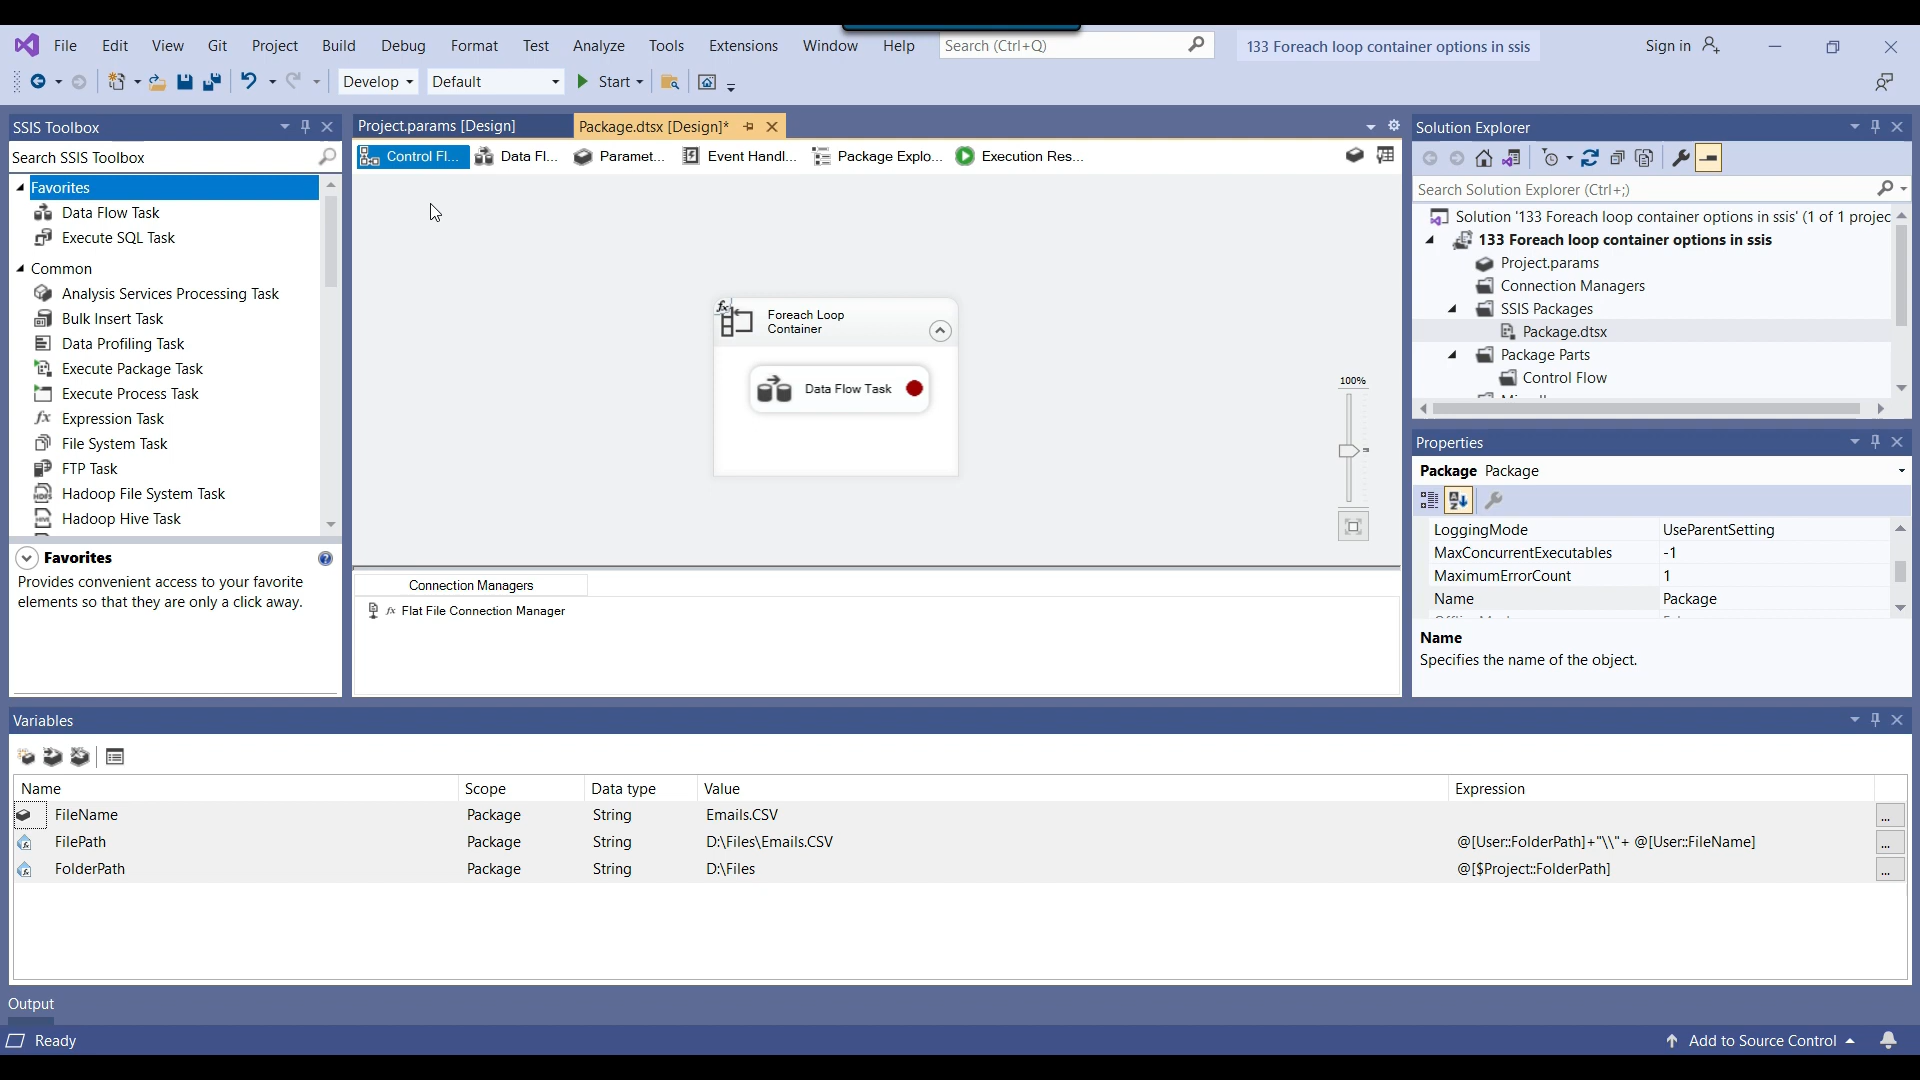 File Edit View Git Project Build Debug Format Test Analyze Tools Extensions Window Help Search (Ctrl+Q) 133 Foreach loop container options in ssis Sign in
Develop Default Start
SSIS Toolbox
Search SSIS Toolbox
Favorites
Data Flow Task
Execute SQL Task
Common
Analysis Services Processing Task
Bulk Insert Task
Data Profiling Task
Execute Package Task
Execute Process Task
Expression Task
File System Task
FTP Task
Hadoop File System Task
Hadoop Hive Task
Favorites
Provides convenient access to your favorite
elements so that they are only a click away.
Project.params [Design] Package.dtsx [Design]*
Control Fl... Data Fl... Paramet... Event Handl... Package Explo... Execution Res...
Foreach Loop
Container
Data Flow Task
100%
Connection Managers
Flat File Connection Manager
Solution Explorer
Search Solution Explorer (Ctrl+;)
Solution '133 Foreach loop container options in ssis' (1 of 1 projec
133 Foreach loop container options in ssis
Project.params
Connection Managers
SSIS Packages
Package.dtsx
Package Parts
Control Flow
Properties
Package Package
LoggingMode UseParentSetting
MaxConcurrentExecutables -1
MaximumErrorCount 1
Name Package
Name
Specifies the name of the object.
Variables
Name Scope Data type Value Expression
FileName Package String Emails.CSV ...
FilePath Package String D:\Files\Emails.CSV @[User::FolderPath]+"\\"+ @[User::FileName] ...
FolderPath Package String D:\Files @[$Project::FolderPath] ...
Output
Ready Add to Source Control